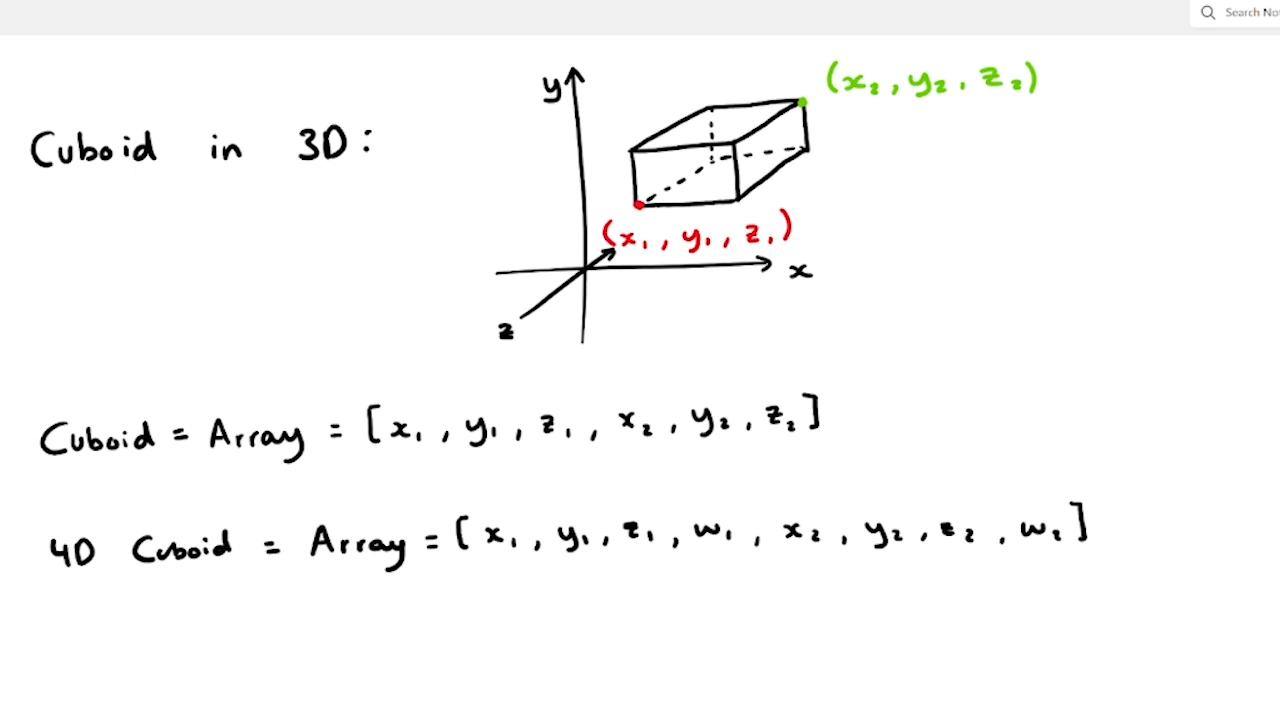 Search No
y
(x₂, y₂, z₂)
Cuboid in 3D:
(x₁, y₁, z₁)
x
z
Cuboid = Array = [x₁, y₁, z₁, x₂, y₂, z₂]
4D Cuboid = Array = [x₁, y₁, z₁, w₁, x₂, y₂, z₂, w₂]